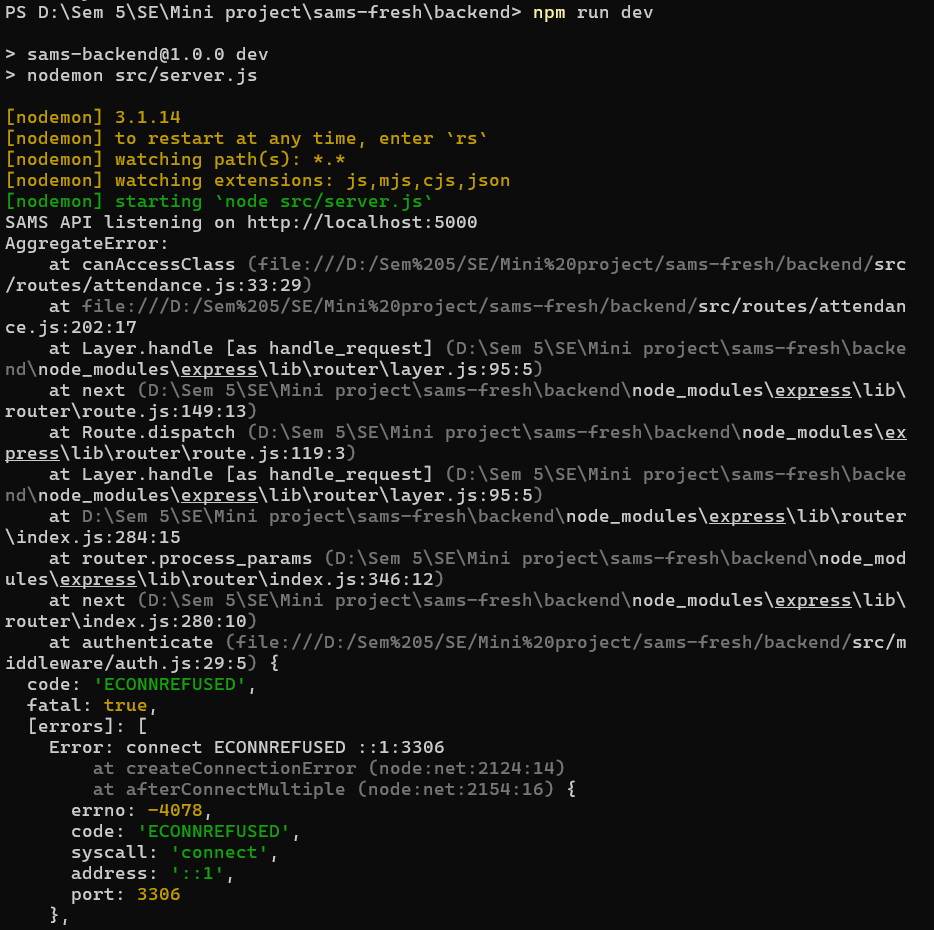 PS D:\Sem 5\SE\Mini project\sams-fresh\backend> npm run dev
> sams-backend@1.0.0 dev
> nodemon src/server.js
[nodemon] 3.1.14
[nodemon] to restart at any time, enter `rs`
[nodemon] watching path(s): *.*
[nodemon] watching extensions: js,mjs,cjs,json
[nodemon] starting `node src/server.js`
SAMS API listening on http://localhost:5000
AggregateError:
    at canAccessClass (file:///D:/Sem%205/SE/Mini%20project/sams-fresh/backend/src
/routes/attendance.js:33:29)
    at file:///D:/Sem%205/SE/Mini%20project/sams-fresh/backend/src/routes/attendan
ce.js:202:17
    at Layer.handle [as handle_request] (D:\Sem 5\SE\Mini project\sams-fresh\backe
nd\node_modules\express\lib\router\layer.js:95:5)
    at next (D:\Sem 5\SE\Mini project\sams-fresh\backend\node_modules\express\lib\
router\route.js:149:13)
    at Route.dispatch (D:\Sem 5\SE\Mini project\sams-fresh\backend\node_modules\ex
press\lib\router\route.js:119:3)
    at Layer.handle [as handle_request] (D:\Sem 5\SE\Mini project\sams-fresh\backe
nd\node_modules\express\lib\router\layer.js:95:5)
    at D:\Sem 5\SE\Mini project\sams-fresh\backend\node_modules\express\lib\router
\index.js:284:15
    at router.process_params (D:\Sem 5\SE\Mini project\sams-fresh\backend\node_mod
ules\express\lib\router\index.js:346:12)
    at next (D:\Sem 5\SE\Mini project\sams-fresh\backend\node_modules\express\lib\
router\index.js:280:10)
    at authenticate (file:///D:/Sem%205/SE/Mini%20project/sams-fresh/backend/src/m
iddleware/auth.js:29:5) {
  code: 'ECONNREFUSED',
  fatal: true,
  [errors]: [
    Error: connect ECONNREFUSED ::1:3306
        at createConnectionError (node:net:2124:14)
        at afterConnectMultiple (node:net:2154:16) {
      errno: -4078,
      code: 'ECONNREFUSED',
      syscall: 'connect',
      address: '::1',
      port: 3306
    },